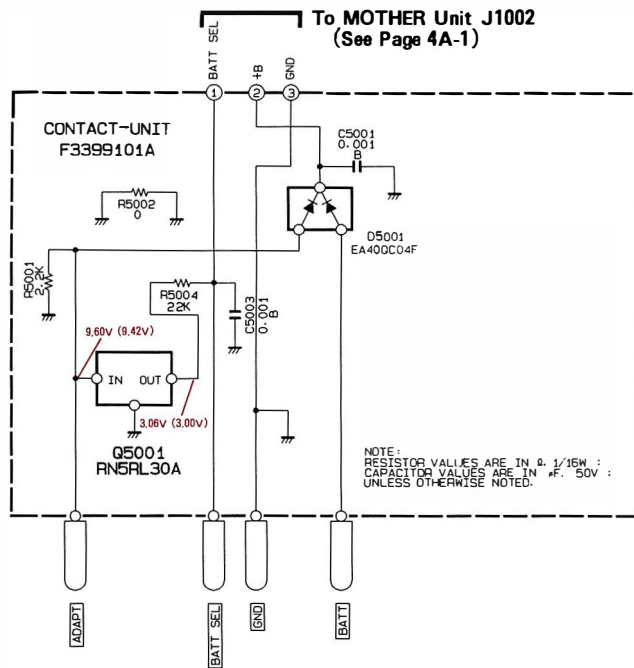 To MOTHER Unit J1002
(See Page 4A-1)
BATT SEL
+B
GND
1
2
3
CONTACT-UNIT
F3399101A
C5001
0.001
B
R5002
0
D5001
EA40QC04F
R5001
2.2K
R5004
22K
C5003
0.001
B
9,60V (9,42V)
IN OUT
3,06V (3,00V)
Q5001
RN5RL30A
NOTE:
RESISTOR VALUES ARE IN Ω. 1/16W :
CAPACITOR VALUES ARE IN µF. 50V :
UNLESS OTHERWISE NOTED.
ADAPT
BATT SEL
GND
BATT